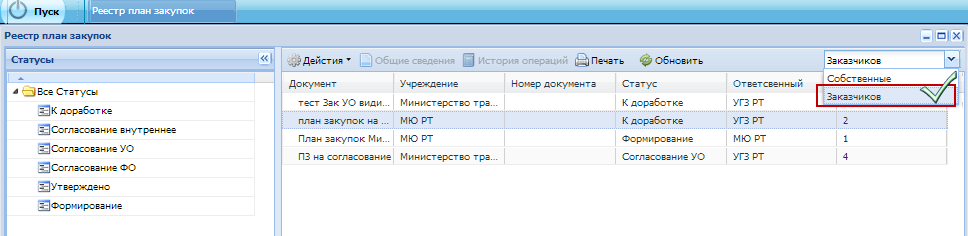 Пуск
Реестр план закупок
Реестр план закупок
Статусы
Все Статусы
К доработке
Согласование внутреннее
Согласование УО
Согласование ФО
Утверждено
Формирование
Действия Общие сведения История операций Печать Обновить Заказчиков
Собственные
Заказчиков
Документ Учреждение Номер документа Статус Ответсвенный
тест Зак УО види... Министерство тра... К доработке УГЗ РТ
план закупок на ... МЮ РТ К доработке УГЗ РТ 2
План закупок Ми... МЮ РТ Формирование МЮ РТ 1
ПЗ на согласование Министерство тра... Согласование УО УГЗ РТ 4